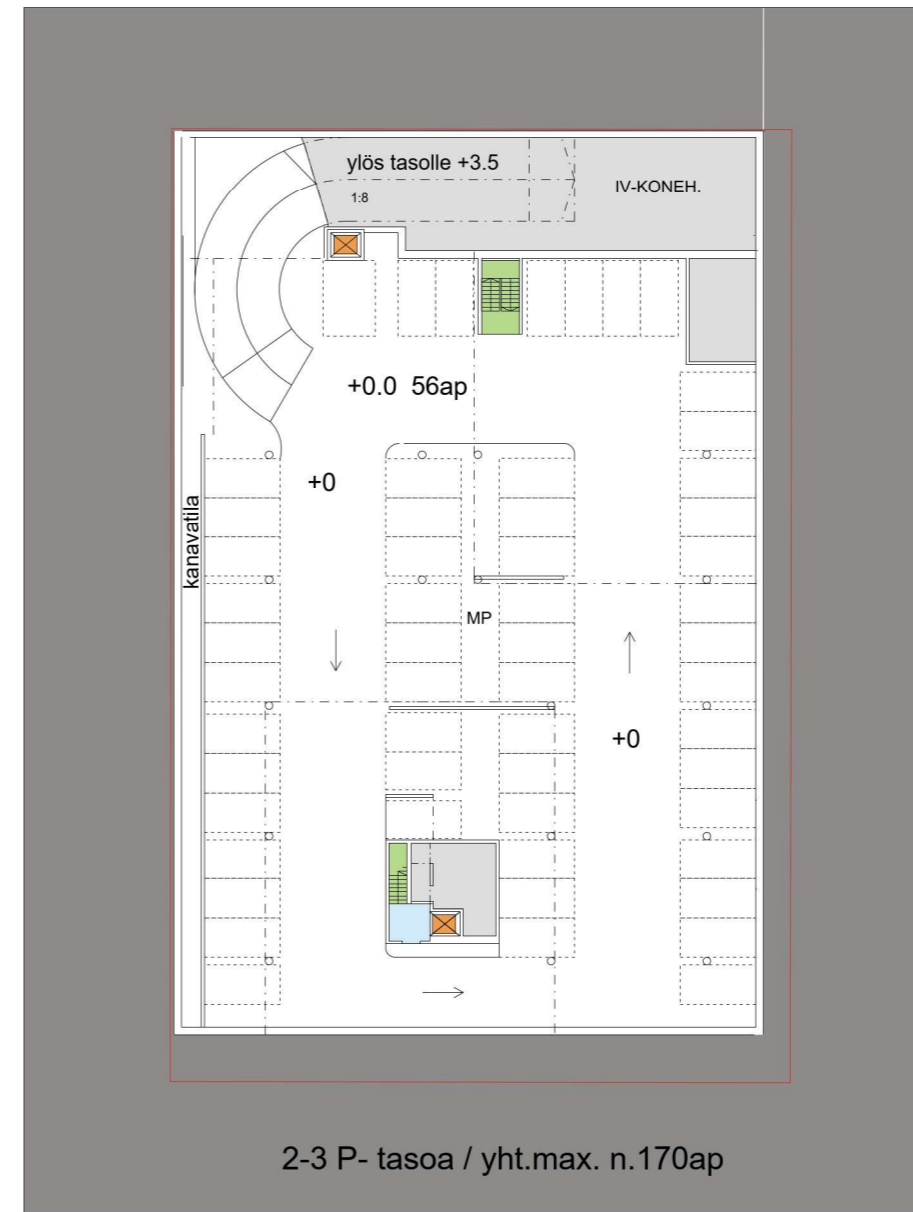 ylös tasolle +3.5
1:8
IV-KONEH.
+0.0 56ap
+0
kanavatila
MP
+0
2-3 P- tasoa / yht.max. n.170ap